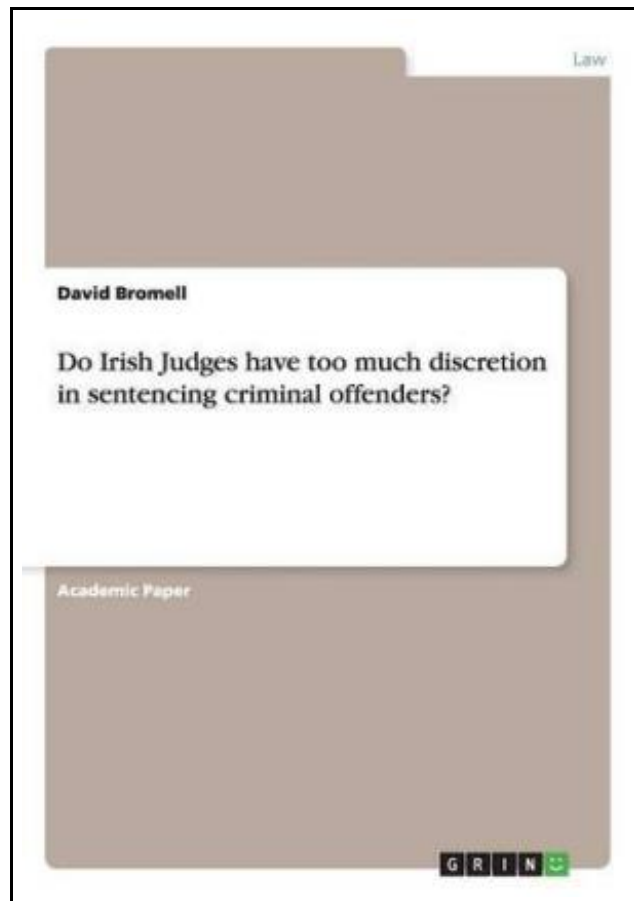 Law
David Bromell
Do Irish Judges have too much discretion
in sentencing criminal offenders?
Academic Paper
GRIN